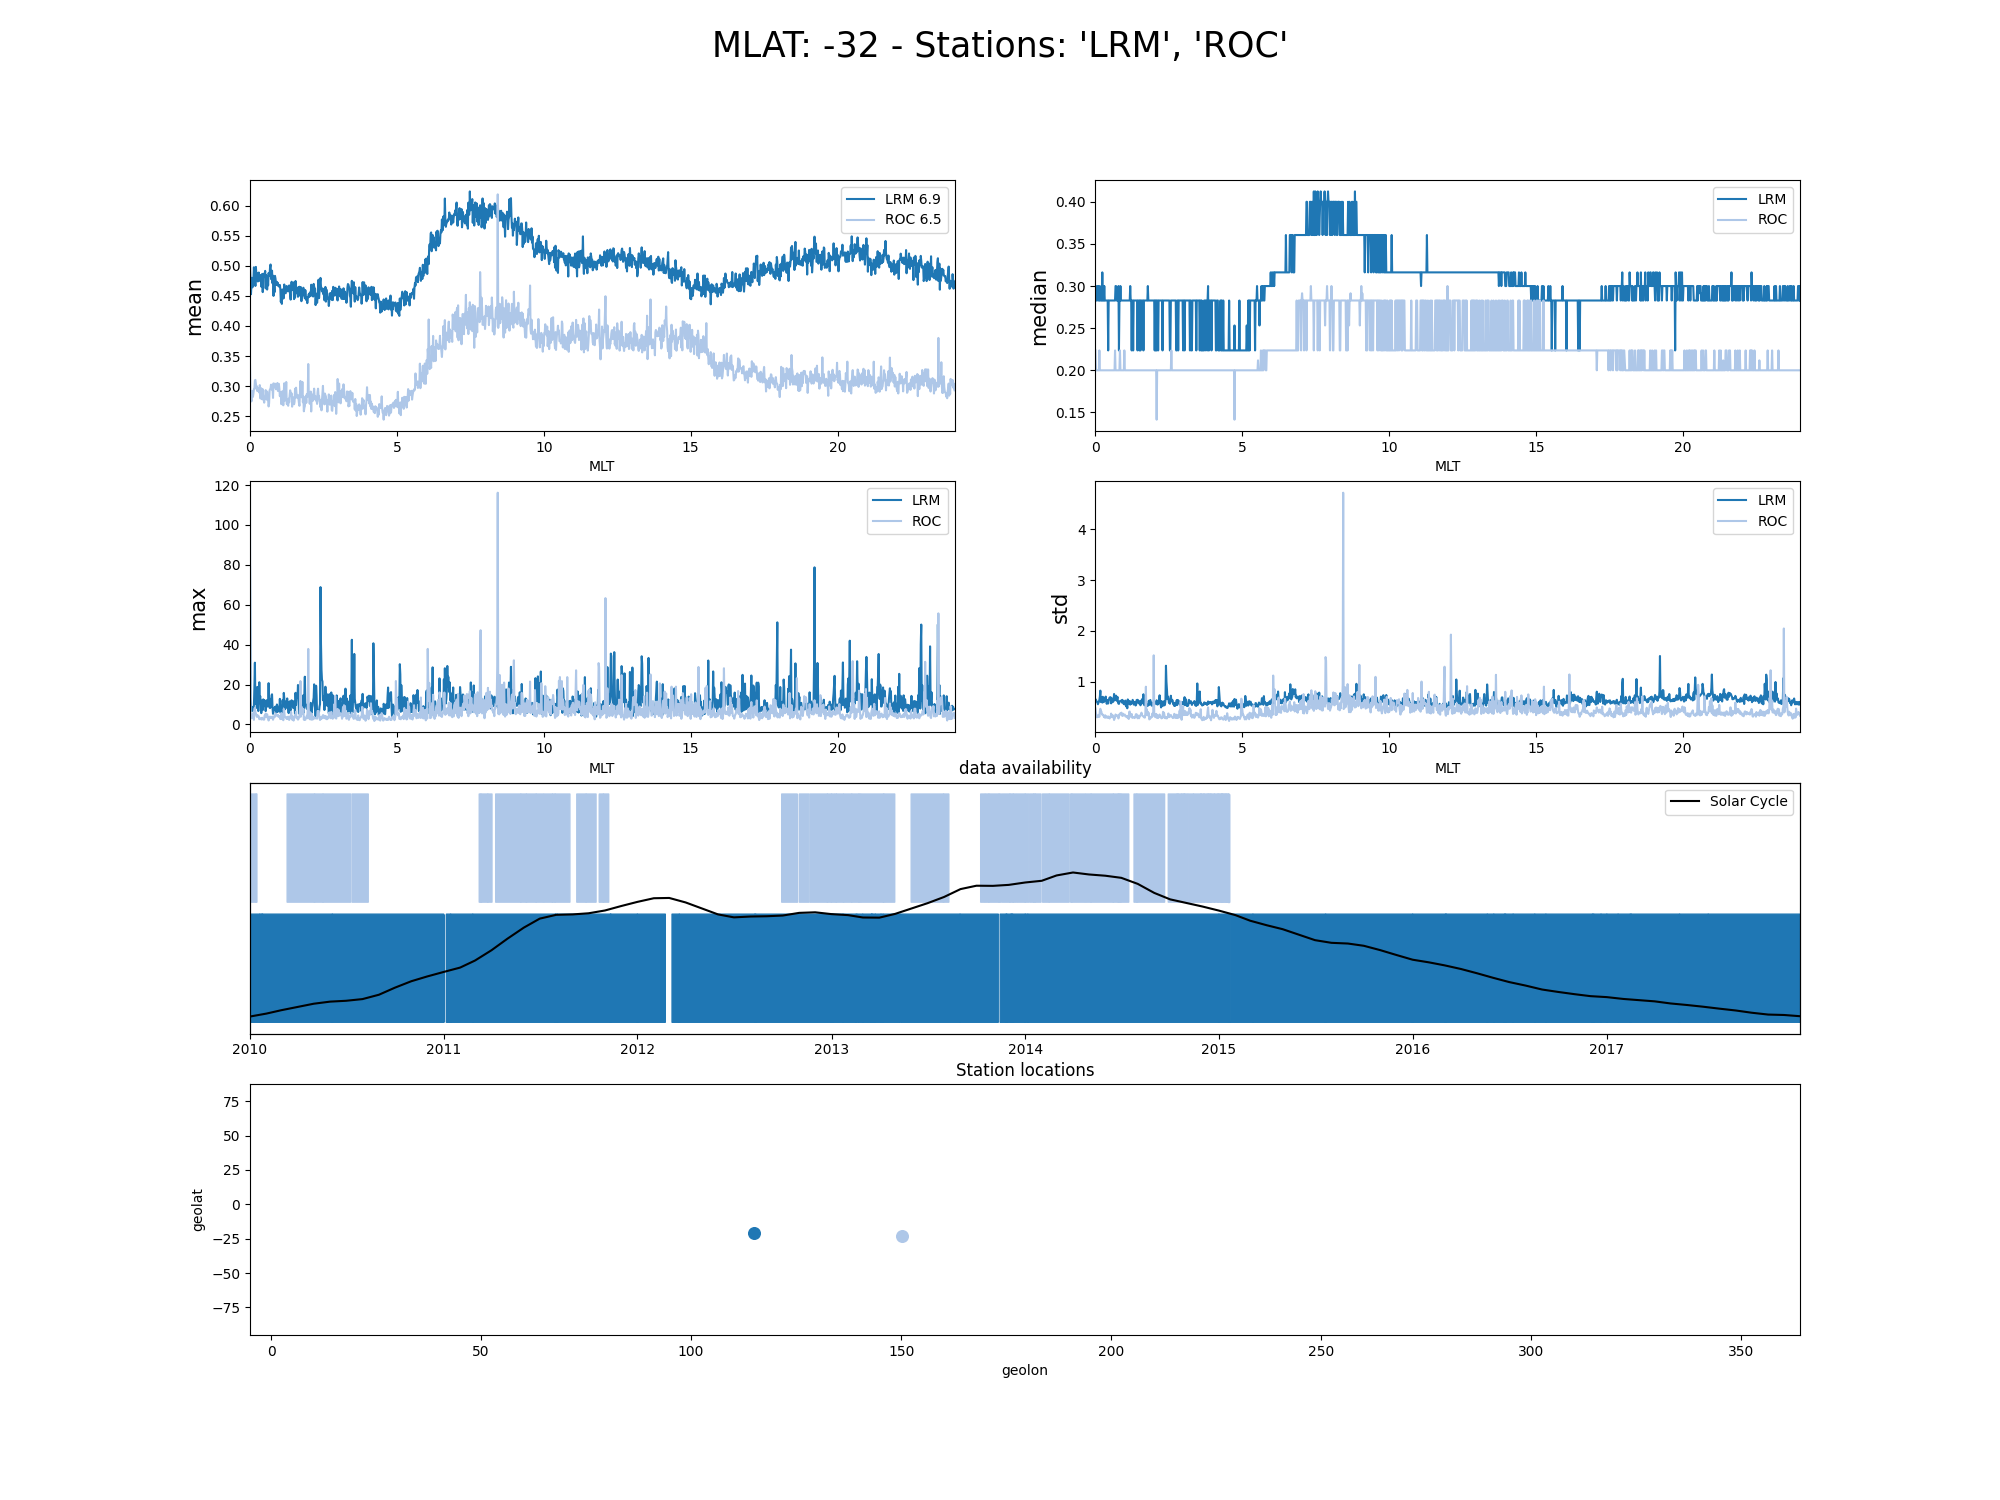 MLAT: -32 - Stations: 'LRM', 'ROC'
mean
0.60
0.55
0.50
0.45
0.40
0.35
0.30
0.25
LRM 6.9
ROC 6.5
0 5 10 15 20
MLT
median
0.40
0.35
0.30
0.25
0.20
0.15
LRM
ROC
0 5 10 15 20
MLT
max
120
100
80
60
40
20
0
LRM
ROC
0 5 10 15 20
MLT
std
4
3
2
1
LRM
ROC
0 5 10 15 20
MLT
data availability
Solar Cycle
2010 2011 2012 2013 2014 2015 2016 2017
Station locations
geolat
75
50
25
0
−25
−50
−75
0 50 100 150 200 250 300 350
geolon